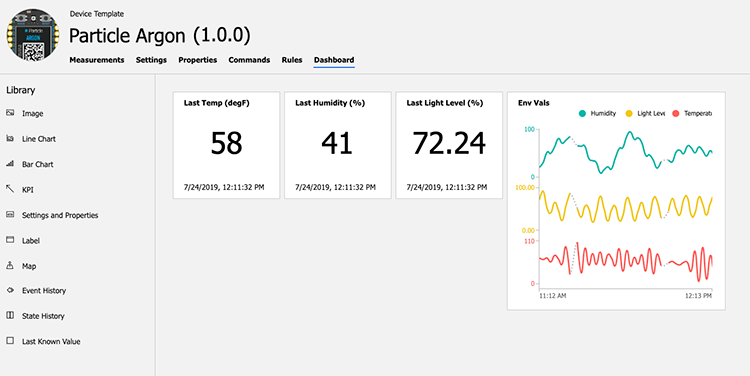 Device Template
Particle Argon (1.0.0)
Particle
ARGON
Measurements Settings Properties Commands Rules Dashboard
Library
Image
Line Chart
Bar Chart
KPI
Settings and Properties
Label
Map
Event History
State History
Last Known Value
Last Temp (degF)
58
7/24/2019, 12:11:32 PM
Last Humidity (%)
41
7/24/2019, 12:11:32 PM
Last Light Level (%)
72.24
7/24/2019, 12:11:32 PM
Env Vals
Humidity Light Leve Temperati
100
0
100.00
0.00
110
0
11:12 AM 12:13 PM